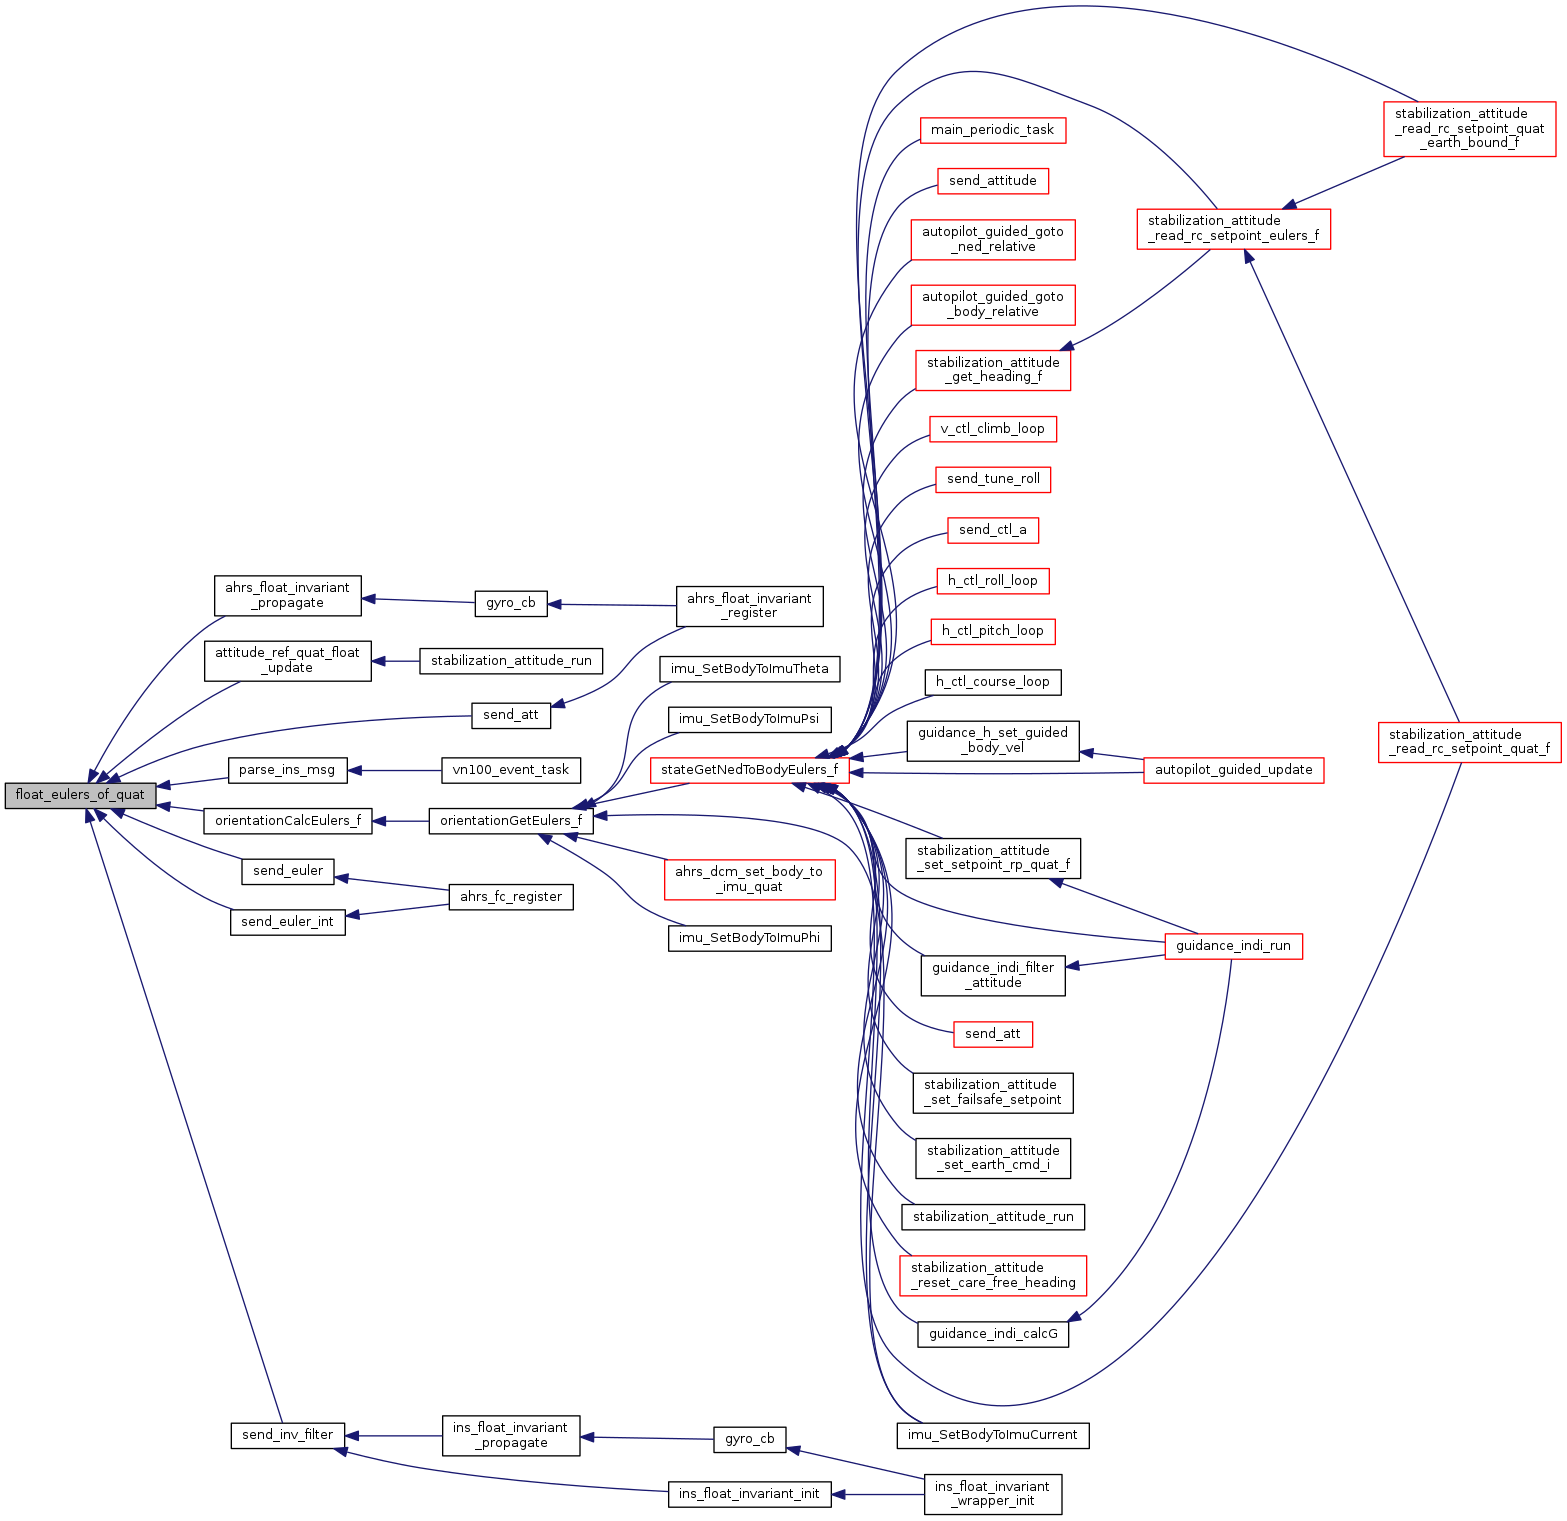 float_eulers_of_quat
ahrs_float_invariant
_propagate
attitude_ref_quat_float
_update
send_att
parse_ins_msg
orientationCalcEulers_f
send_euler
send_euler_int
send_inv_filter
gyro_cb
stabilization_attitude_run
vn100_event_task
orientationGetEulers_f
ahrs_fc_register
ins_float_invariant
_propagate
ahrs_float_invariant
_register
imu_SetBodyToImuTheta
imu_SetBodyToImuPsi
stateGetNedToBodyEulers_f
ahrs_dcm_set_body_to
_imu_quat
imu_SetBodyToImuPhi
gyro_cb
ins_float_invariant_init
main_periodic_task
send_attitude
autopilot_guided_goto
_ned_relative
autopilot_guided_goto
_body_relative
stabilization_attitude
_get_heading_f
v_ctl_climb_loop
send_tune_roll
send_ctl_a
h_ctl_roll_loop
h_ctl_pitch_loop
h_ctl_course_loop
guidance_h_set_guided
_body_vel
stabilization_attitude
_set_setpoint_rp_quat_f
guidance_indi_filter
_attitude
send_att
stabilization_attitude
_set_failsafe_setpoint
stabilization_attitude
_set_earth_cmd_i
stabilization_attitude_run
stabilization_attitude
_reset_care_free_heading
guidance_indi_calcG
imu_SetBodyToImuCurrent
ins_float_invariant
_wrapper_init
stabilization_attitude
_read_rc_setpoint_eulers_f
autopilot_guided_update
guidance_indi_run
stabilization_attitude
_read_rc_setpoint_quat
_earth_bound_f
stabilization_attitude
_read_rc_setpoint_quat_f